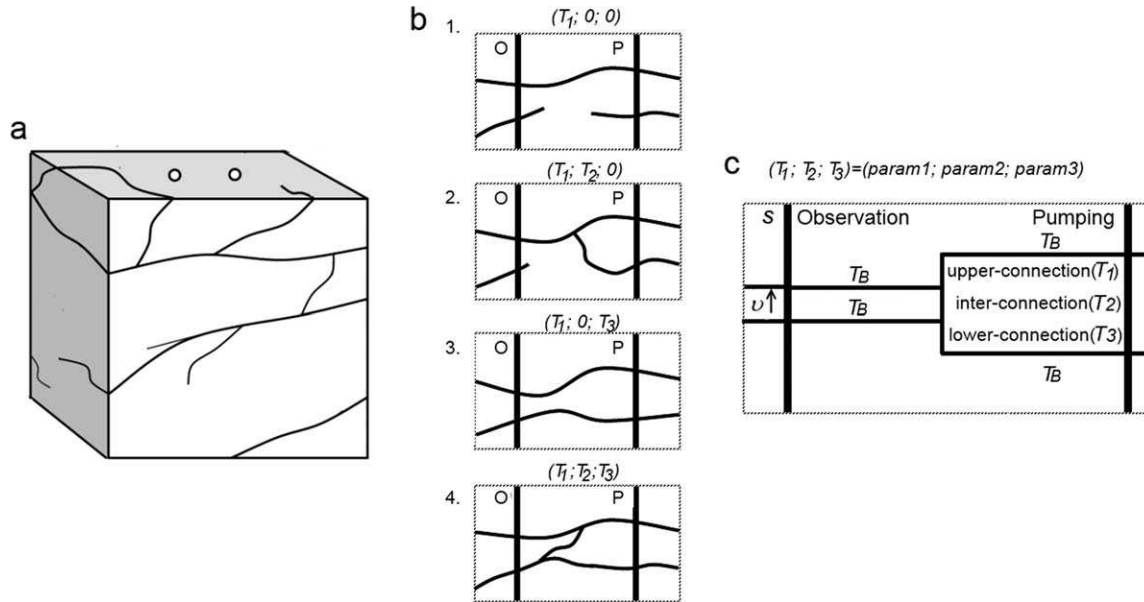 a
b
1.
(T1; 0; 0)
O P
2.
(T1; T2; 0)
O P
3.
(T1; 0; T3)
O P
4.
(T1;T2;T3)
O P
c
(T1; T2; T3)=(param1; param2; param3)
S Observation Pumping
TB
TB upper-connection(T1)
υ TB inter-connection(T2)
lower-connection(T3)
TB